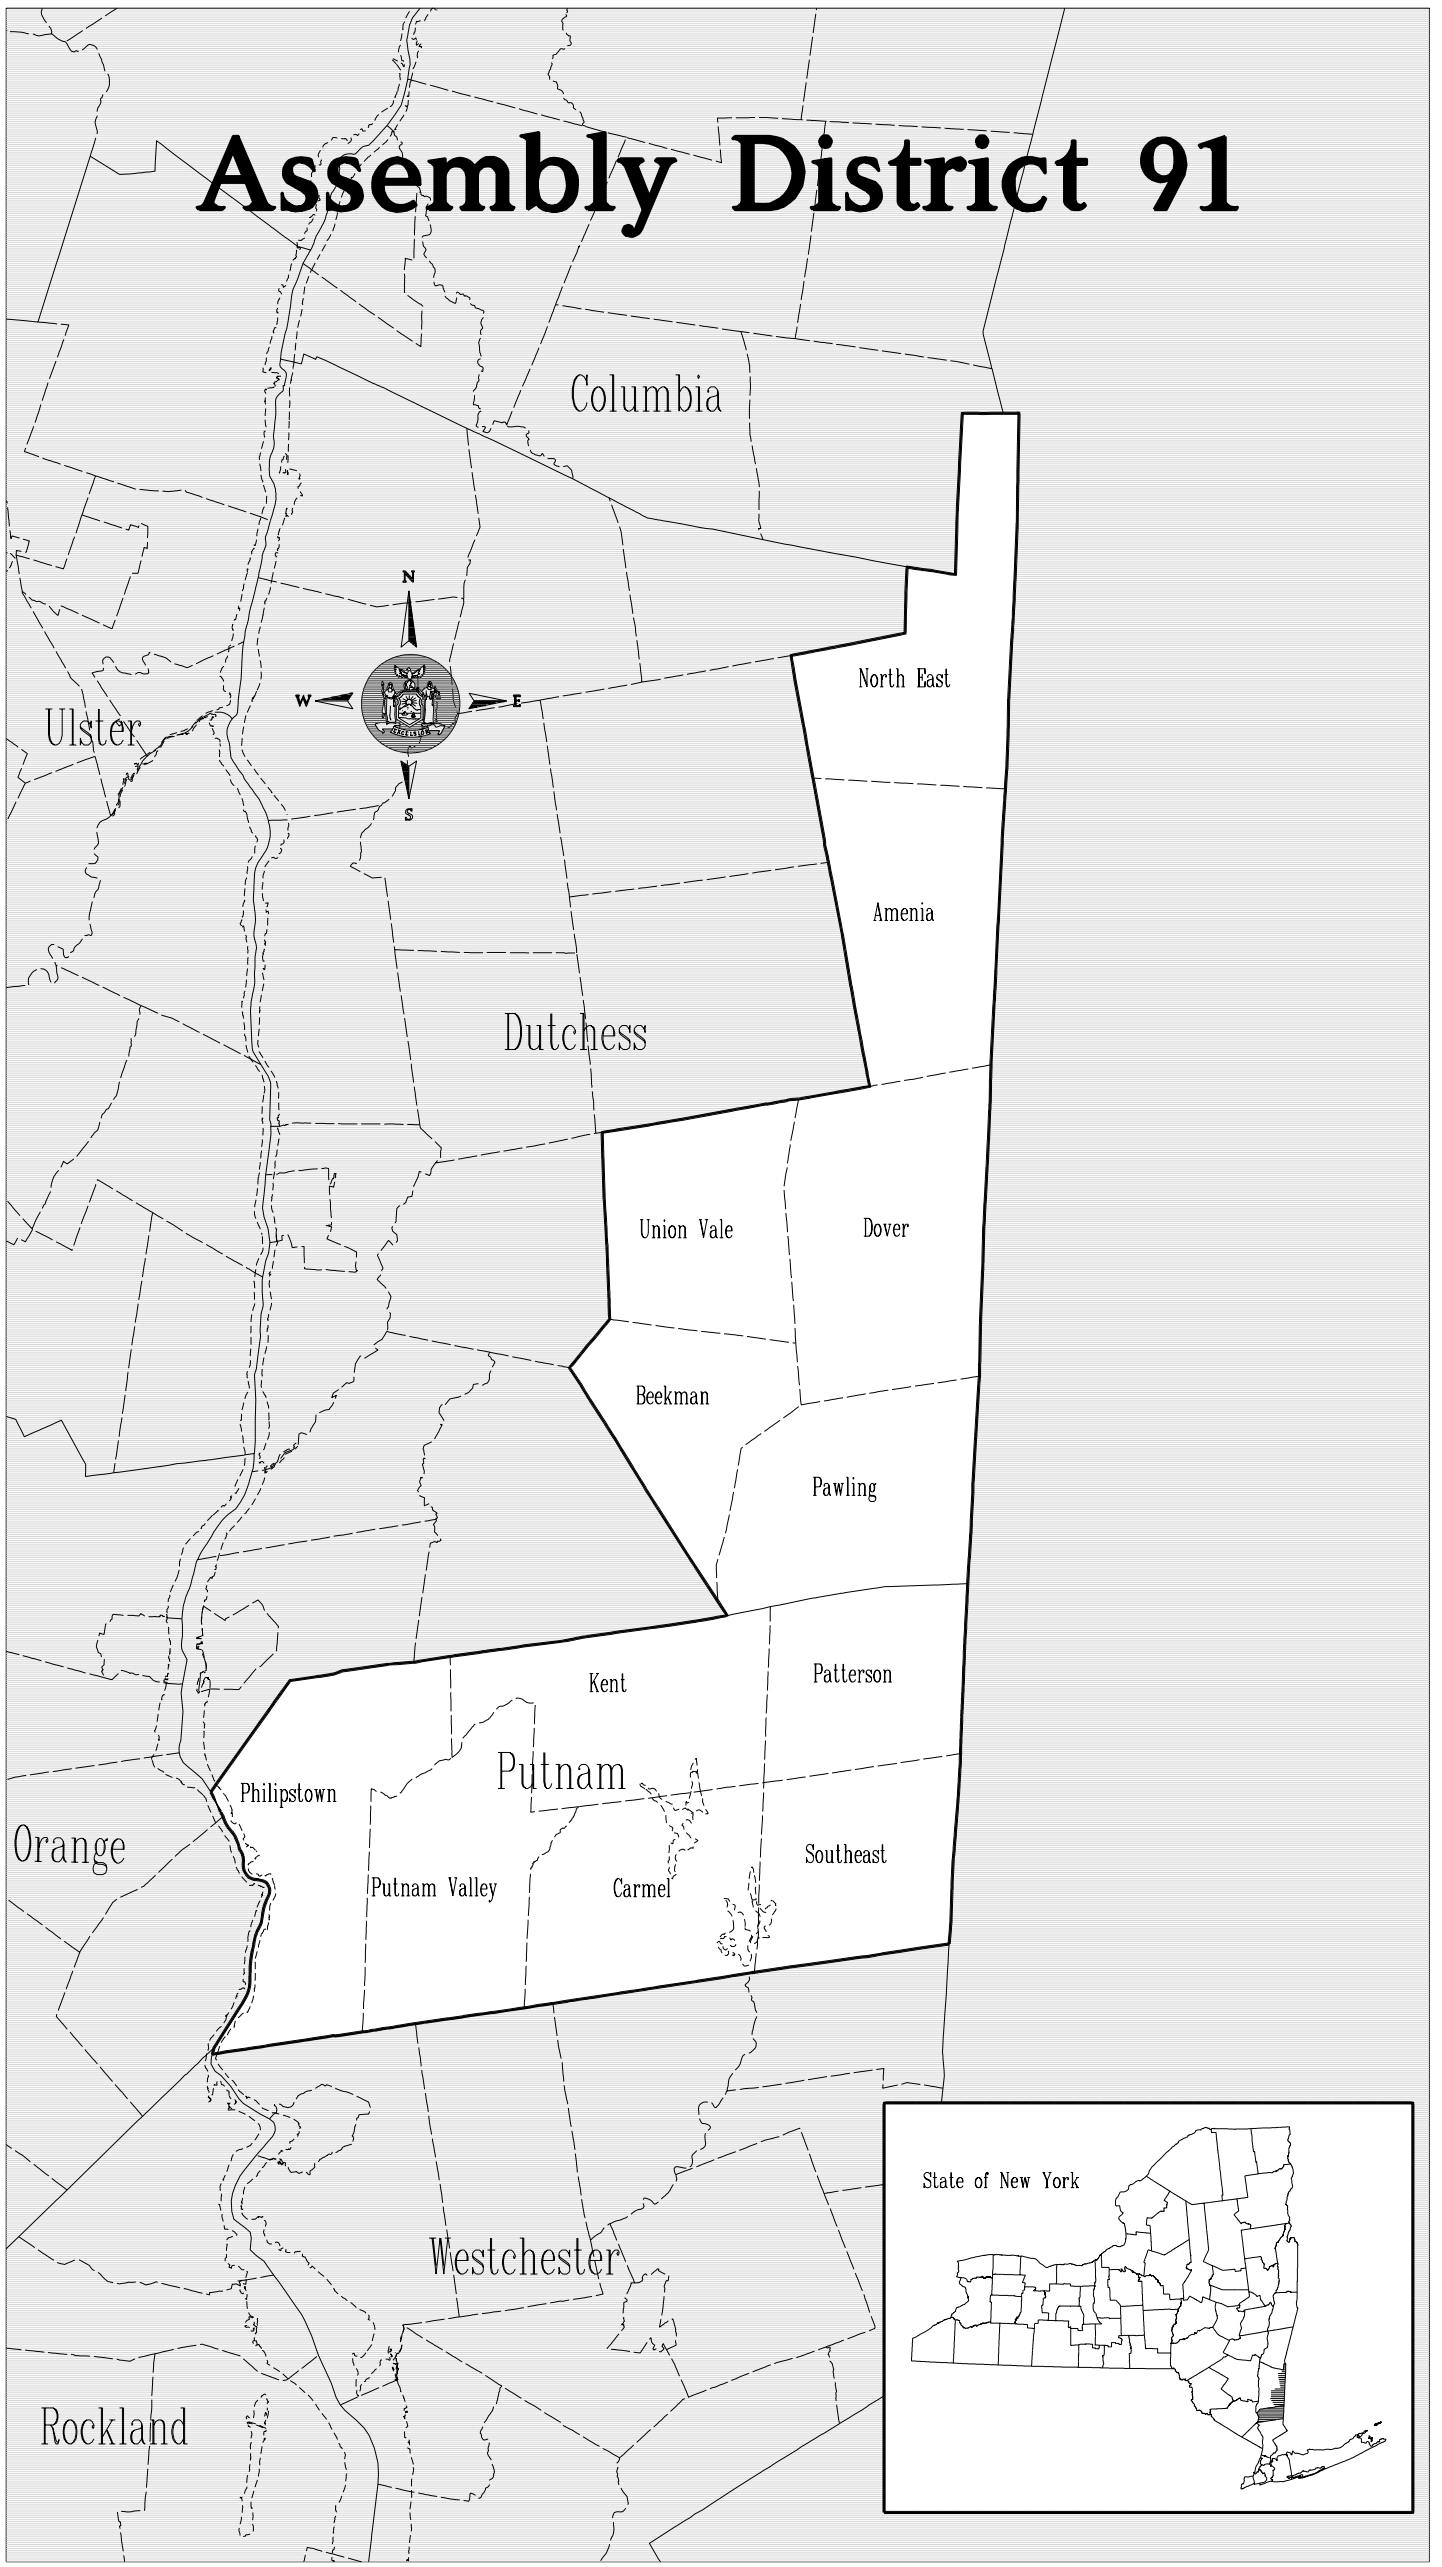 Assembly District 91
Columbia
N
W
E
EXCELSIOR
S
North East
Ulster
Amenia
Dutchess
Union Vale
Dover
Beekman
Pawling
Kent
Patterson
Putnam
Philipstown
Orange
Southeast
Putnam Valley
Carmel
State of New York
Westchester
Rockland